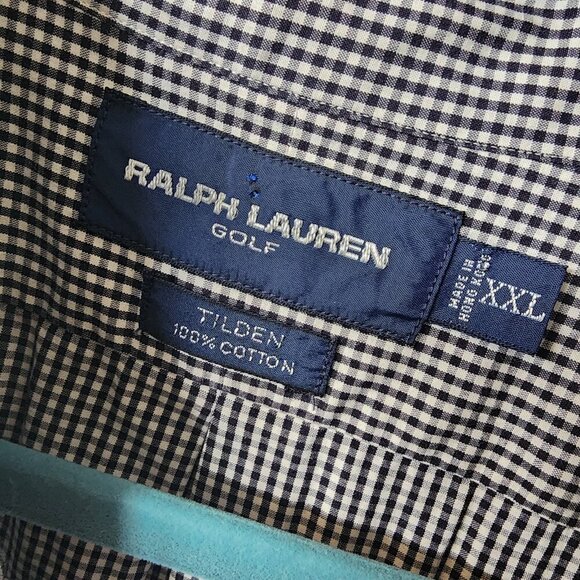 RALPH LAUREN
GOLF
TILDEN
100% COTTON
MADE IN
HONG KONG
XXL